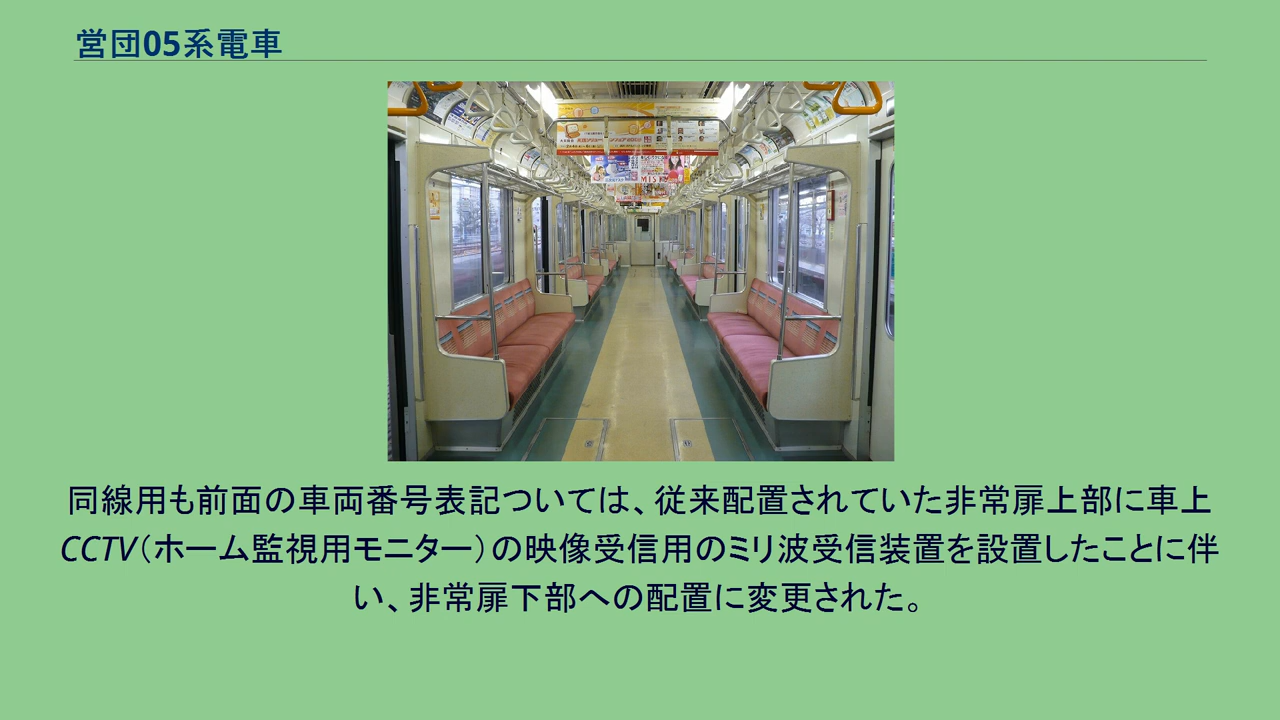 営団05系電車
MIS
同線用も前面の車両番号表記ついては、従来配置されていた非常扉上部に車上
CCTV（ホーム監視用モニター）の映像受信用のミリ波受信装置を設置したことに伴
い、非常扉下部への配置に変更された。